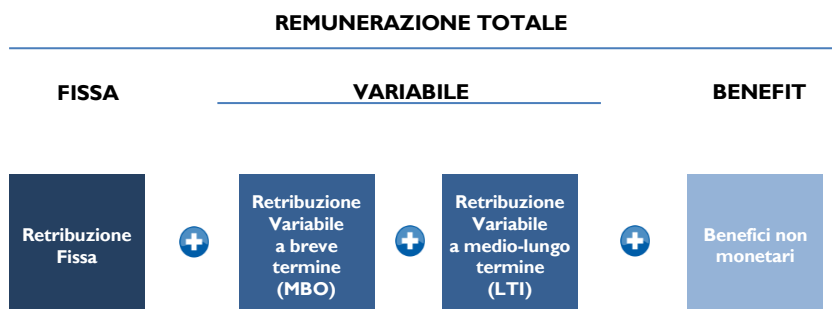 REMUNERAZIONE TOTALE
FISSA
VARIABILE
BENEFIT
Retribuzione
Fissa
Retribuzione
Variabile
a breve
termine
(MBO)
Retribuzione
Variabile
a medio-lungo
termine
(LTI)
Benefici non
monetari